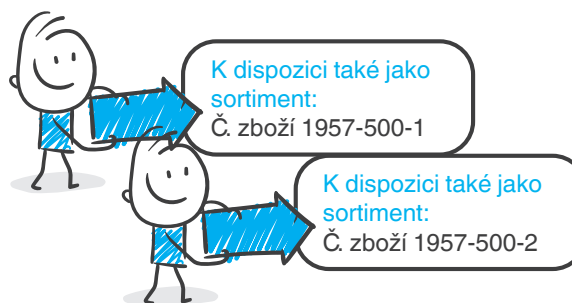 K dispozici také jako
sortiment:
Č. zboží 1957-500-1
K dispozici také jako
sortiment:
Č. zboží 1957-500-2